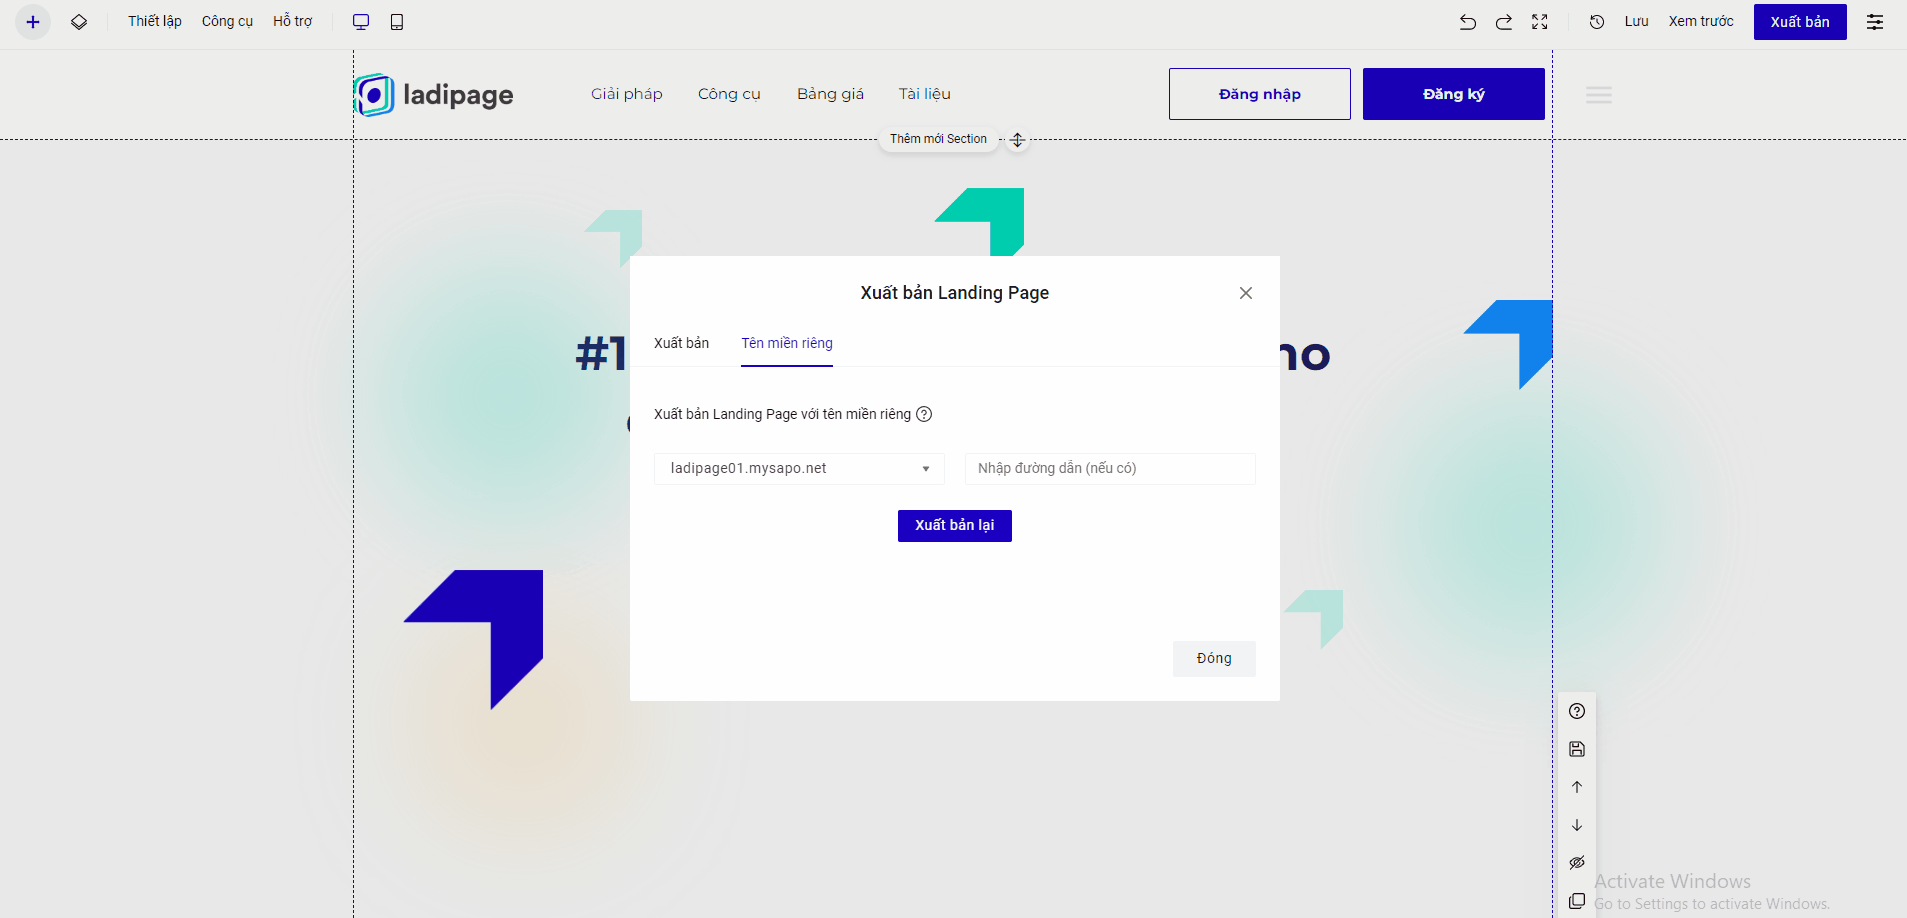 Thiết lập Công cụ Hỗ trợ Lưu Xem trước Xuất bản
ladipage Giải pháp Công cụ Bảng giá Tài liệu Đăng nhập Đăng ký
Thêm mới Section
Xuất bản Landing Page
Xuất bản Tên miền riêng
#1
Xuất bản Landing Page với tên miền riêng
ladipage01.mysapo.net Nhập đường dẫn (nếu có)
Xuất bản lại
Đóng
Activate Windows
Go to Settings to activate Windows.